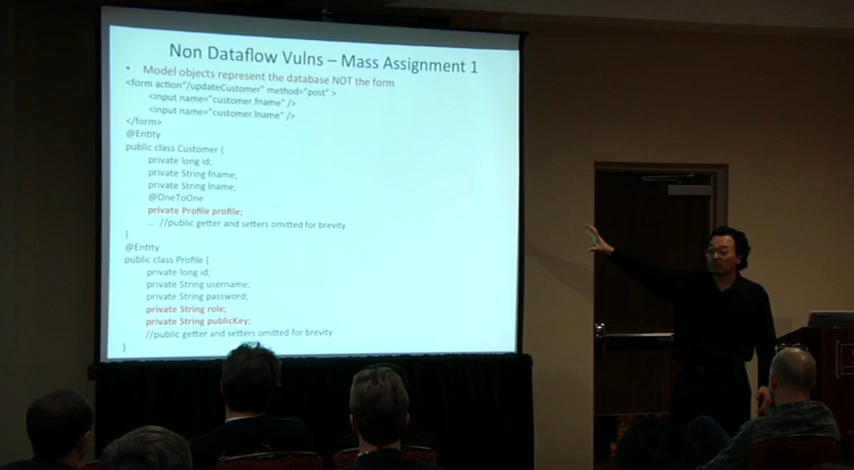 Non Dataflow Vulns – Mass Assignment 1
• Model objects represent the database NOT the form
<form action"/updateCustomer" method="post" >
<input name="customer.fname" />
<input name="customer.lname" />
</form>
@Entity
public class Customer {
private long id;
private String fname;
private String lname;
@OneToOne
private Profile profile;
... //public getter and setters omitted for brevity
}
@Entity
public class Profile {
private long id;
private String username;
private String password;
private String role;
private String publicKey;
//public getter and setters omitted for brevity
}